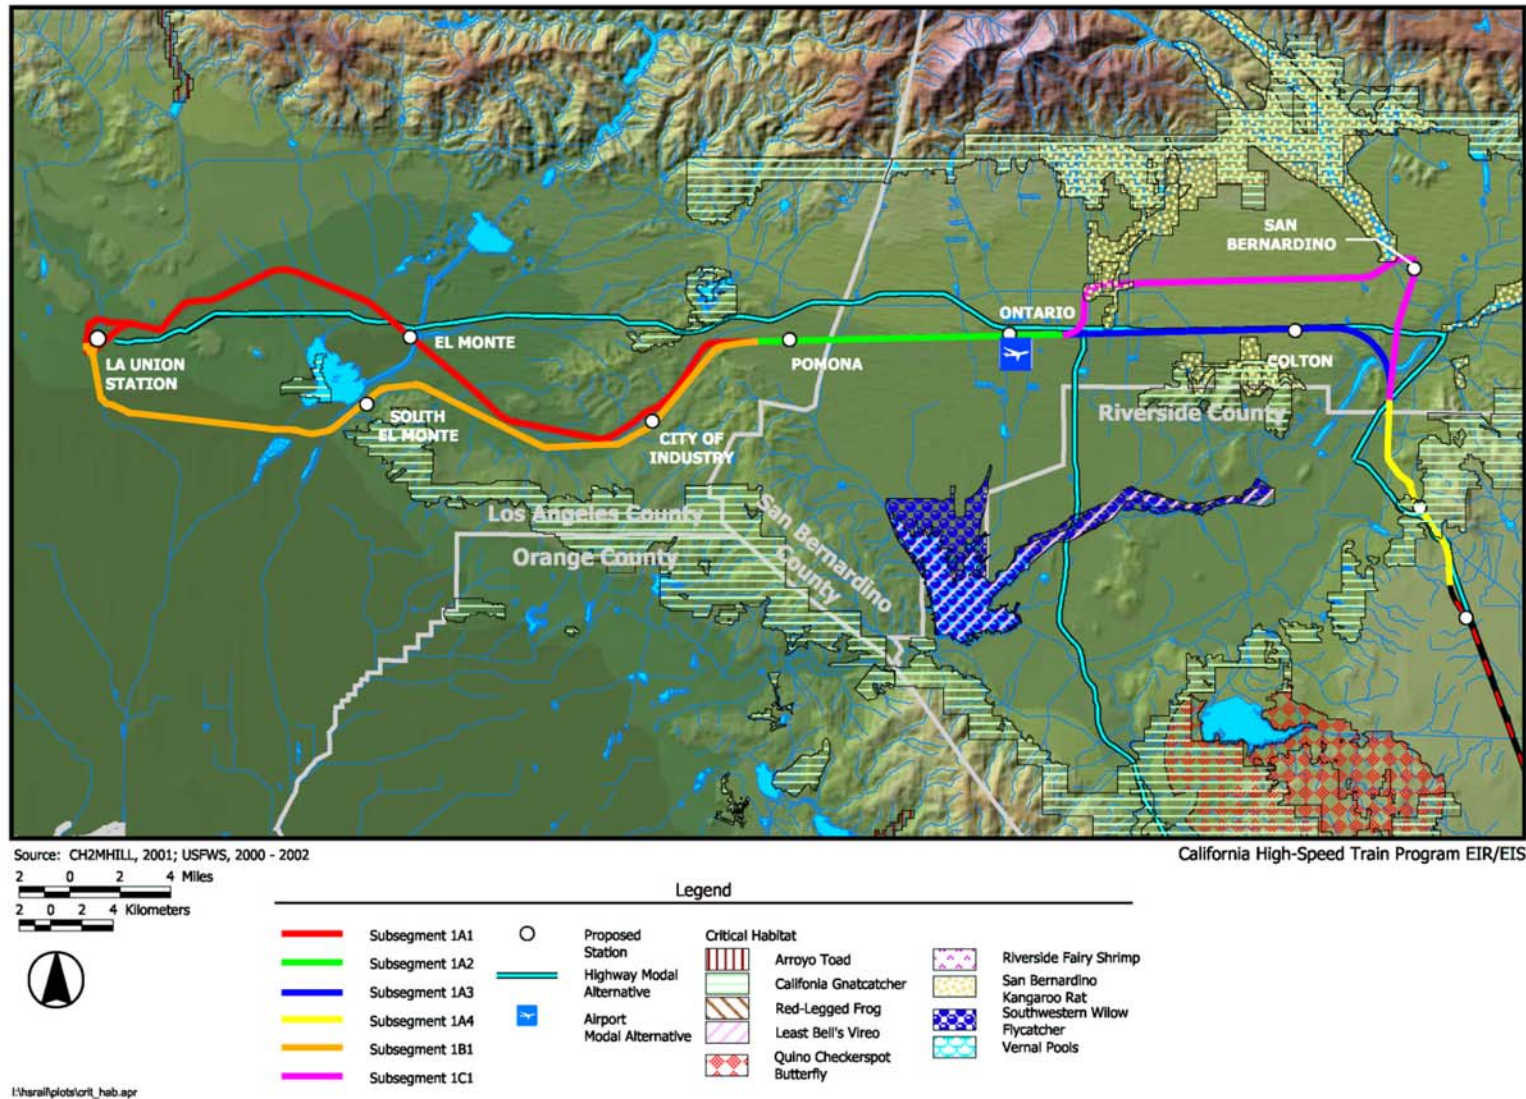 SAN
BERNARDINO
ONTARIO
LA UNION
STATION
EL MONTE
POMONA
COLTON
SOUTH
EL MONTE
CITY OF
INDUSTRY
Riverside County
Los Angeles County
Orange County
San Bernardino
County
Source: CH2MHILL, 2001; USFWS, 2000 - 2002
California High-Speed Train Program EIR/EIS
2 0 2 4 Miles
2 0 2 4 Kilometers
Legend
Subsegment 1A1
Subsegment 1A2
Subsegment 1A3
Subsegment 1A4
Subsegment 1B1
Subsegment 1C1
Proposed
Station
Highway Modal
Alternative
Airport
Modal Alternative
Critical Habitat
Arroyo Toad
Califonia Gnatcatcher
Red-Legged Frog
Least Bell's Vireo
Quino Checkerspot
Butterfly
Riverside Fairy Shrimp
San Bernardino
Kangaroo Rat
Southwestern Wilow
Flycatcher
Vernal Pools
l:\hsrail\plots\crit_hab.apr